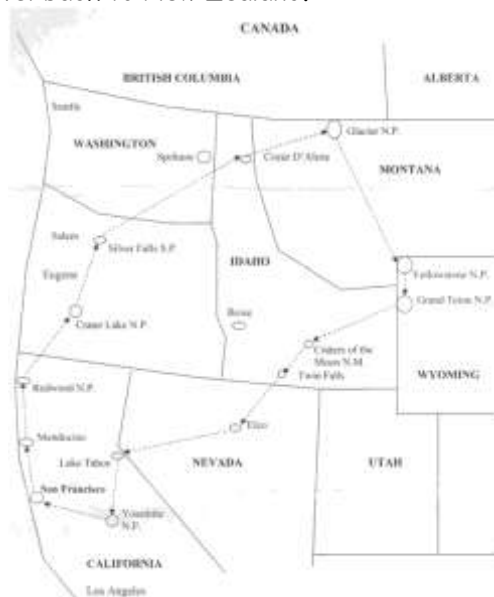 CANADA
BRITISH COLUMBIA
ALBERTA
Seattle
WASHINGTON
Spokane
Glacier N.P.
Coeur D'Alene
MONTANA
Salem
Silver Falls S.P.
IDAHO
Eugene
Yellowstone N.P.
Grand Teton N.P.
Crater Lake N.P.
Boise
Craters of the
Moon N.M.
Twin Falls
WYOMING
Redwood N.P.
Mendocino
Elko
Lake Tahoe
NEVADA
UTAH
San Francisco
Yosemite
N.P.
CALIFORNIA
Los Angeles